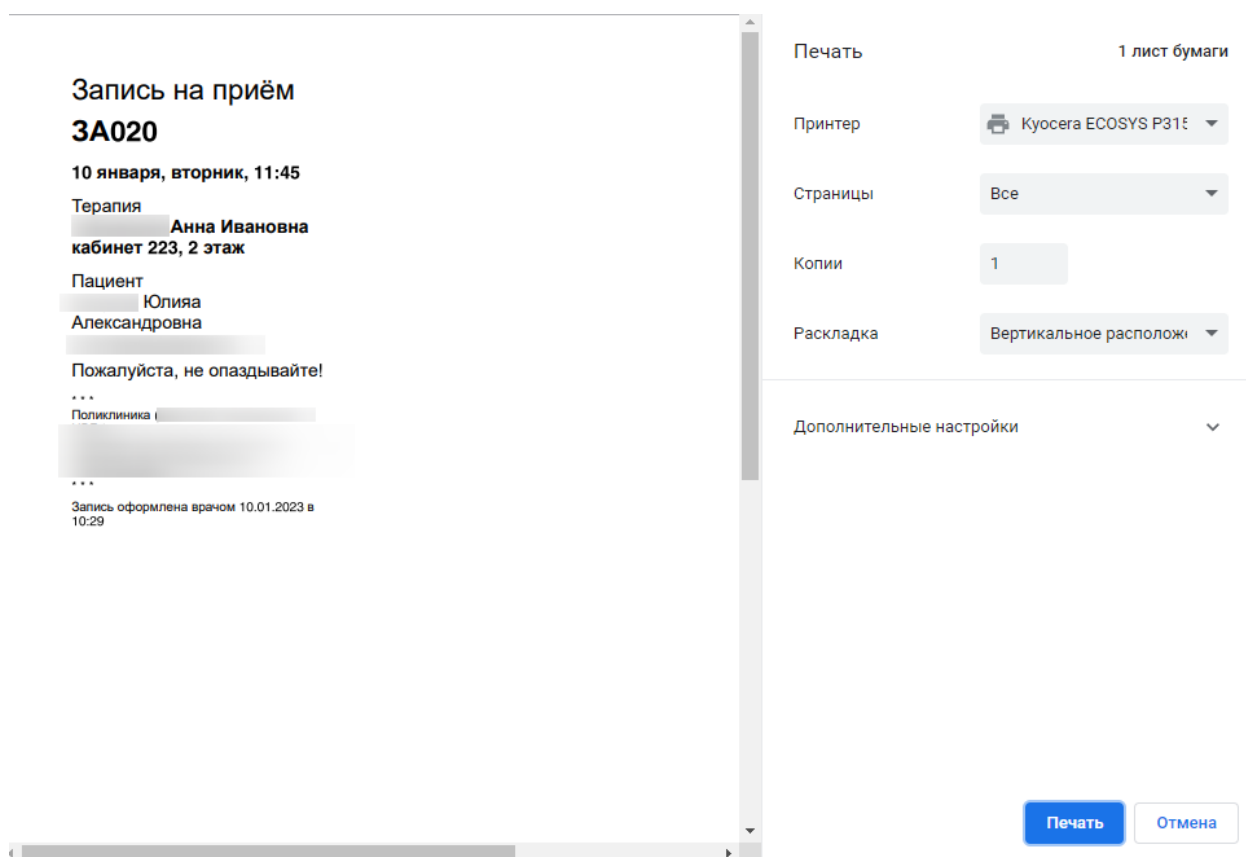 Запись на приём
3A020
10 января, вторник, 11:45
Терапия
Анна Ивановна
кабинет 223, 2 этаж
Пациент
Юлияа
Александровна
Пожалуйста, не опаздывайте!
* * *
Поликлиника (
* * *
Запись оформлена врачом 10.01.2023 в
10:29
Печать
1 лист бумаги
Принтер
Kyocera ECOSYS P315
Страницы
Все
Копии
1
Раскладка
Вертикальное располож
Дополнительные настройки
Печать
Отмена